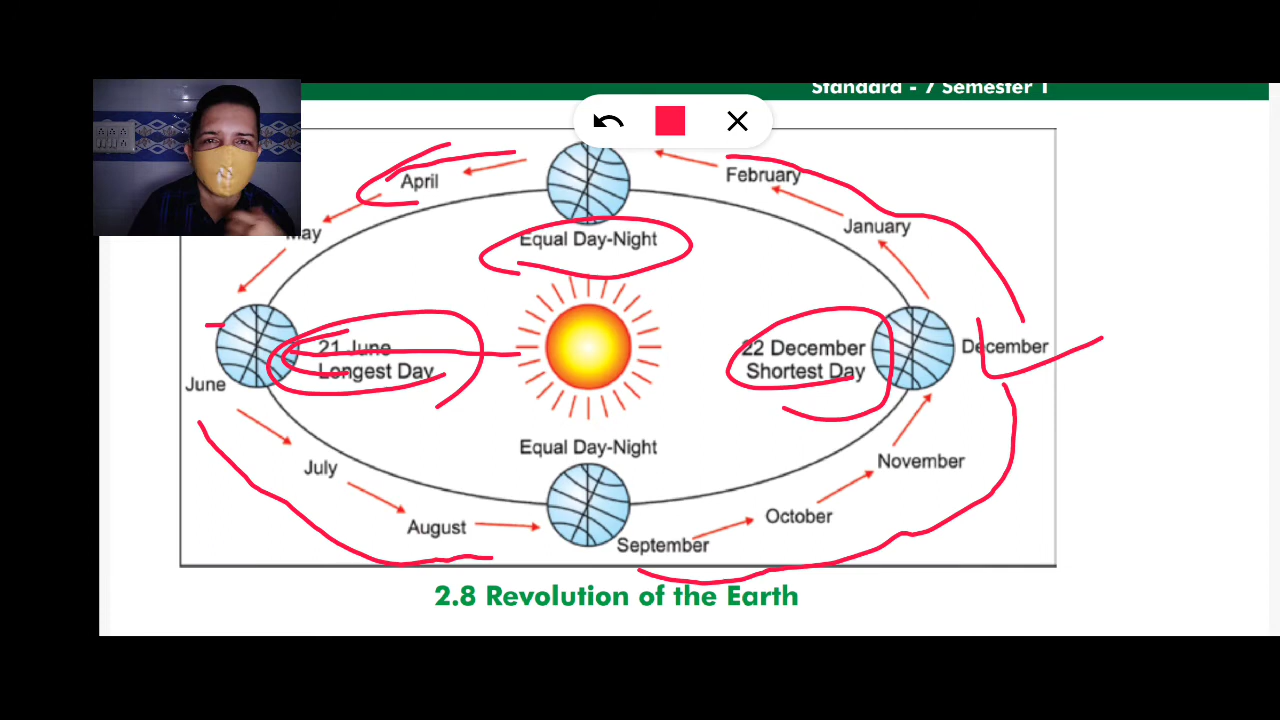 Standard - 7 Semester 1
February
April
January
May
Equal Day-Night
21 June
Longest Day
22 December
Shortest Day
December
June
Equal Day-Night
July
November
August
October
September
2.8 Revolution of the Earth